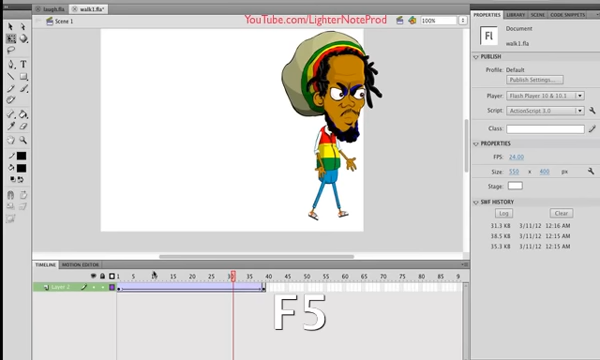 laugh.fla
walk1.fla*
YouTube.com/LighterNoteProd
Scene 1
100%
PROPERTIES
LIBRARY
SCENE
CODE SNIPPETS
Fl
Document
walk1.fla
PUBLISH
Profile: Default
Publish Settings...
Player: Flash Player 10 & 10.1
Script: ActionScript 3.0
Class:
PROPERTIES
FPS: 24.00
Size: 550 x 400 px
Stage:
SWF HISTORY
Log
Clear
31.3 KB 3/11/12 12:16 AM
38.5 KB 3/11/12 12:15 AM
35.3 KB 3/11/12 12:15 AM
TIMELINE
MOTION EDITOR
1 5 10 15 20 25 30 35 40 45 50 55 60 65 70 75 80 85 9
Layer 2
F5